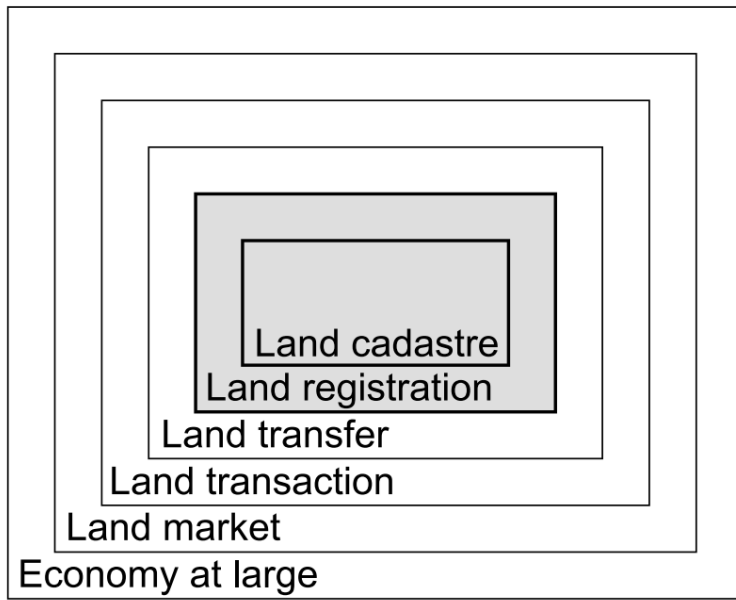 Land cadastre
Land registration
Land transfer
Land transaction
Land market
Economy at large